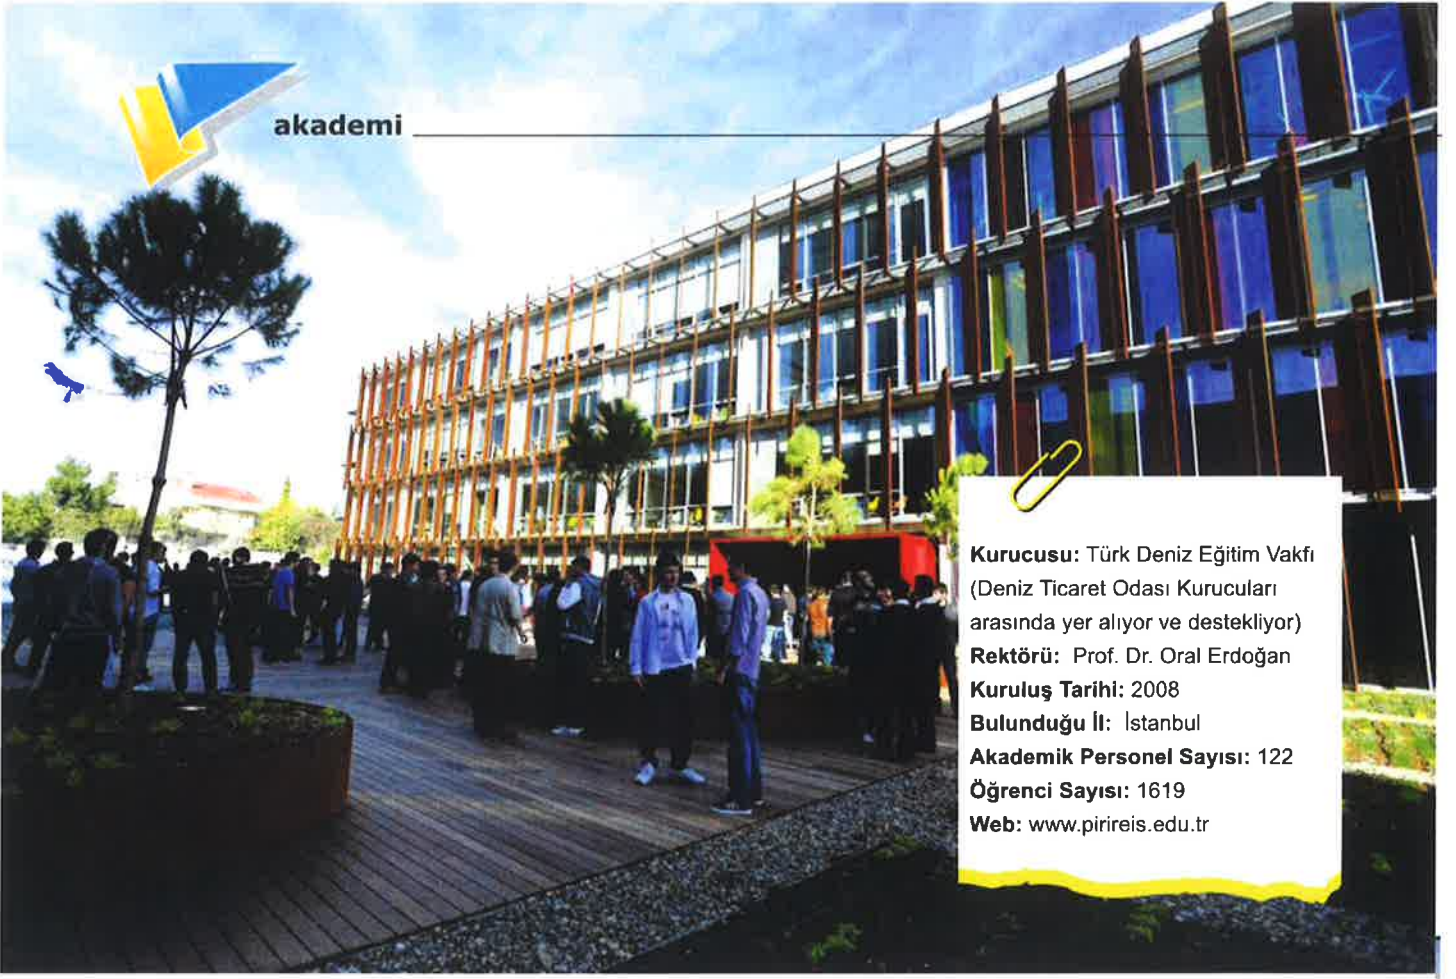 akademi
Kurucusu: Türk Deniz Eğitim Vakfı
(Deniz Ticaret Odası Kurucuları
arasında yer alıyor ve destekliyor)
Rektörü: Prof. Dr. Oral Erdoğan
Kuruluş Tarihi: 2008
Bulunduğu İl: İstanbul
Akademik Personel Sayısı: 122
Öğrenci Sayısı: 1619
Web: www.pirireis.edu.tr